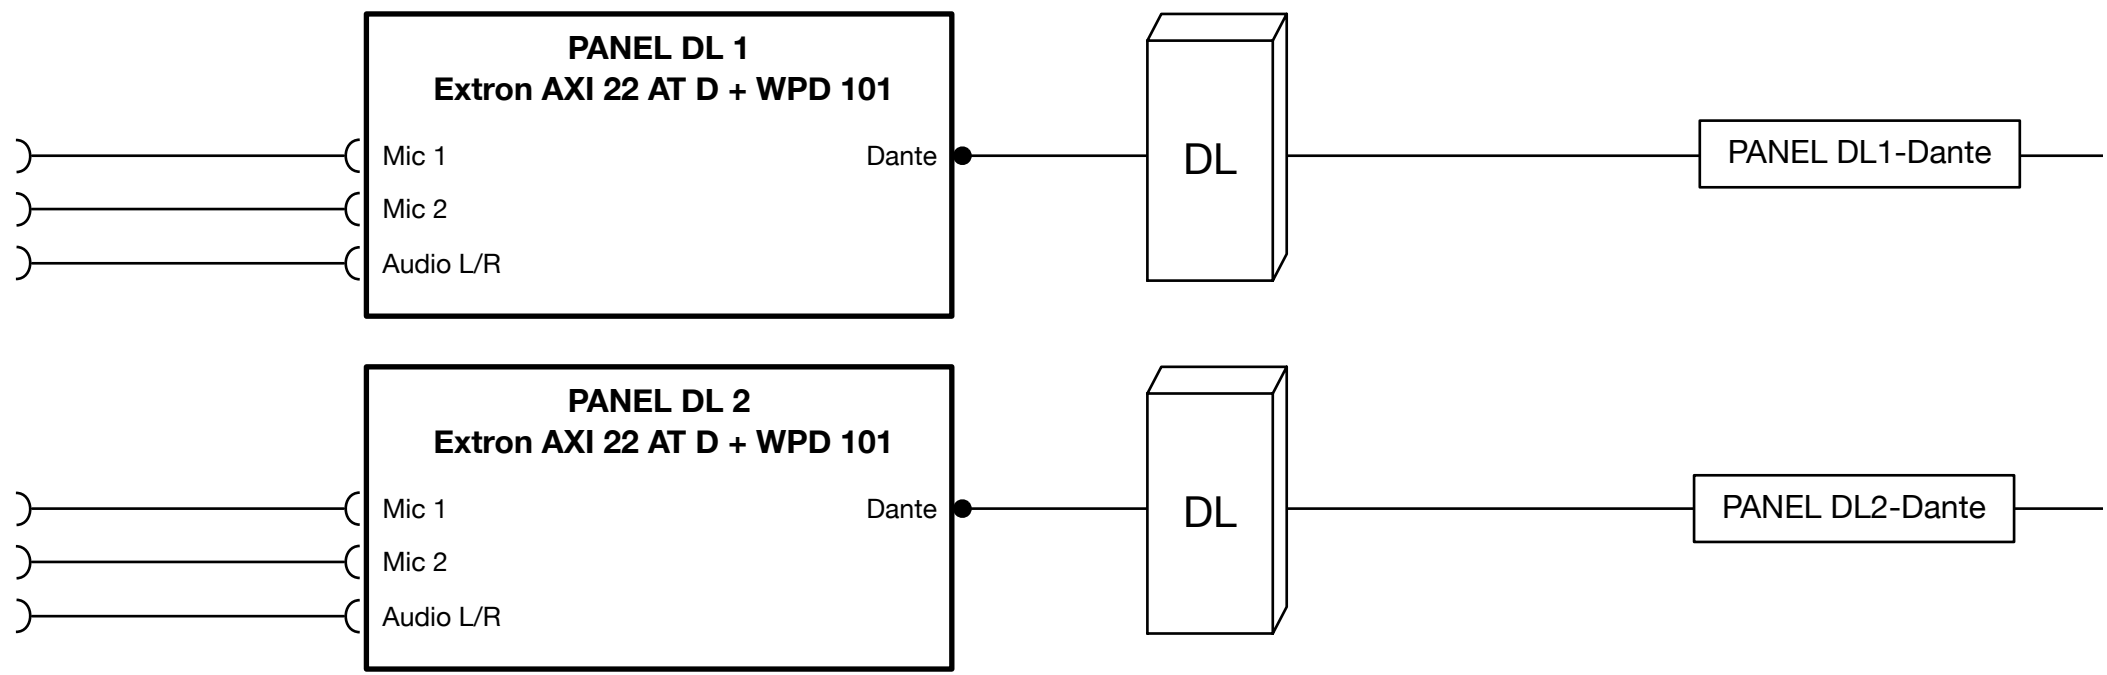 PANEL DL 1
Extron AXI 22 AT D + WPD 101
Mic 1
Dante
Mic 2
Audio L/R
DL
PANEL DL1-Dante
PANEL DL 2
Extron AXI 22 AT D + WPD 101
Mic 1
Dante
Mic 2
Audio L/R
DL
PANEL DL2-Dante